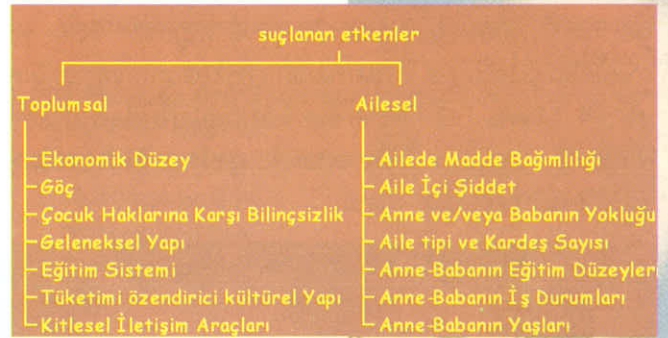 suçlanan etkenler
Toplumsal
Ekonomik Düzey
Göç
Çocuk Haklarına Karşı Bilinçsizlik
Geleneksel Yapı
Eğitim Sistemi
Tüketimi özendirici kültürel Yapı
Kitlesel İletişim Araçları
Ailesel
Ailede Madde Bağımlılığı
Aile İçi Şiddet
Anne ve/veya Babanın Yokluğu
Aile tipi ve Kardeş Sayısı
Anne-Babanın Eğitim Düzeyler
Anne-Babanın İş Durumları
Anne-Babanın Yaşları